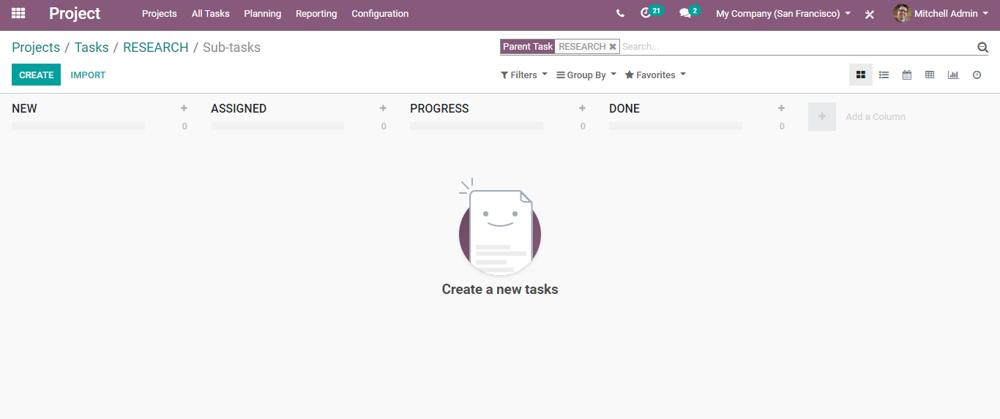 Project Projects All Tasks Planning Reporting Configuration 21 2 My Company (San Francisco) Mitchell Admin
Projects / Tasks / RESEARCH / Sub-tasks Parent Task RESEARCH Search...
CREATE IMPORT Filters Group By Favorites
NEW ASSIGNED PROGRESS DONE Add a Column
0 0 0 0
Create a new tasks